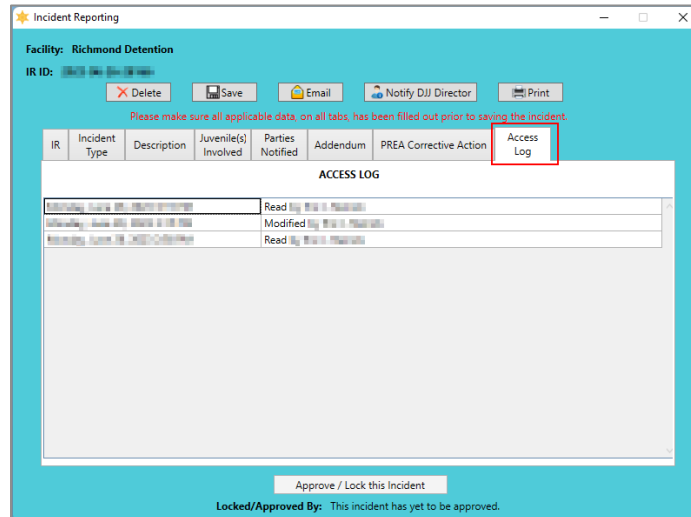 Incident Reporting
Facility: Richmond Detention
IR ID:
Delete Save Email Notify DJJ Director Print
Please make sure all applicable data, on all tabs, has been filled out prior to saving the incident.
IR Incident Type Description Juvenile(s) Involved Parties Notified Addendum PREA Corrective Action Access Log
ACCESS LOG
Read
Modified
Read
Approve / Lock this Incident
Locked/Approved By: This incident has yet to be approved.